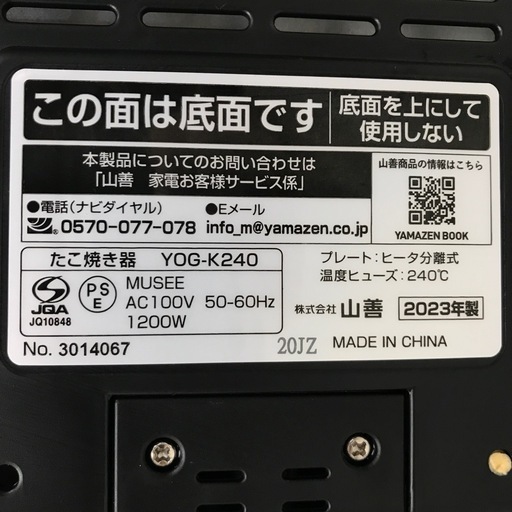 この面は底面です
底面を上にして
使用しない
本製品についてのお問い合わせは
「山善 家電お客様サービス係」
山善商品の情報はこちら
●電話(ナビダイヤル)
0570-077-078
●Eメール
info_m@yamazen.co.jp
YAMAZEN BOOK
たこ焼き器 YOG-K240
プレート:ヒータ分離式
温度ヒューズ:240℃
JQA
JQ10848
PSE
MUSEE
AC100V 50-60Hz
1200W
株式会社 山善
2023年製
No. 3014067
20JZ
MADE IN CHINA